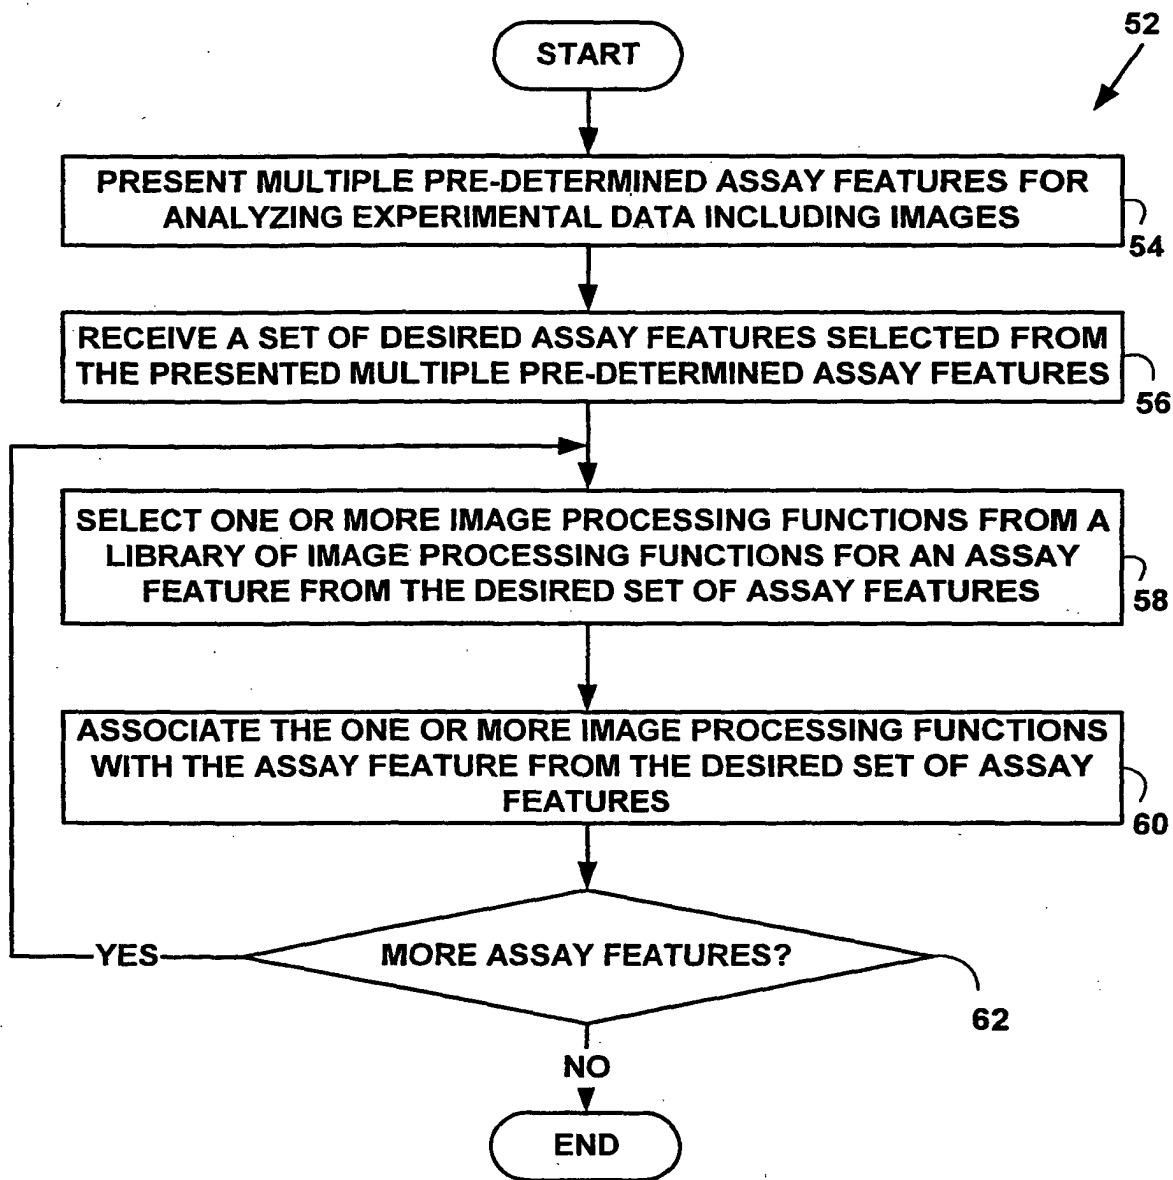 52
START
PRESENT MULTIPLE PRE-DETERMINED ASSAY FEATURES FOR
ANALYZING EXPERIMENTAL DATA INCLUDING IMAGES
54
RECEIVE A SET OF DESIRED ASSAY FEATURES SELECTED FROM
THE PRESENTED MULTIPLE PRE-DETERMINED ASSAY FEATURES
56
SELECT ONE OR MORE IMAGE PROCESSING FUNCTIONS FROM A
LIBRARY OF IMAGE PROCESSING FUNCTIONS FOR AN ASSAY
FEATURE FROM THE DESIRED SET OF ASSAY FEATURES
58
ASSOCIATE THE ONE OR MORE IMAGE PROCESSING FUNCTIONS
WITH THE ASSAY FEATURE FROM THE DESIRED SET OF ASSAY
FEATURES
60
YES
MORE ASSAY FEATURES?
62
NO
END